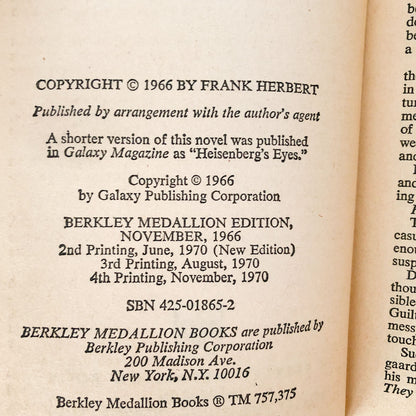 COPYRIGHT © 1966 BY FRANK HERBERT
Published by arrangement with the author's agent
A shorter version of this novel was published
in Galaxy Magazine as "Heisenberg's Eyes."
Copyright © 1966
by Galaxy Publishing Corporation
BERKLEY MEDALLION EDITION,
NOVEMBER, 1966
2nd Printing, June, 1970 (New Edition)
3rd Printing, August, 1970
4th Printing, November, 1970
SBN 425-01865-2
BERKLEY MEDALLION BOOKS are published by
Berkley Publishing Corporation
200 Madison Ave.
New York, N.Y. 10016
Berkley Medallion Books ® TM 757,375